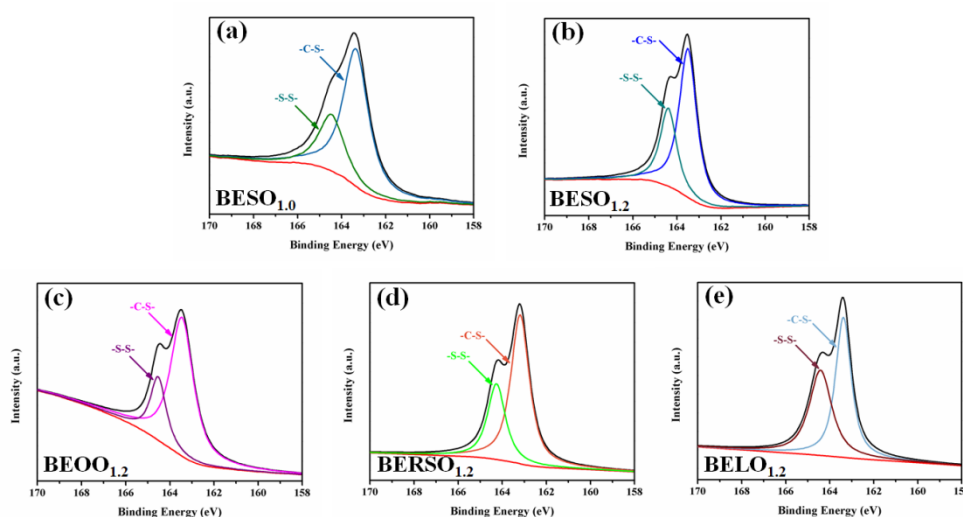 (a)
-C-S-
-S-S-
Intensity (a.u.)
BESO1.0
170 168 166 164 162 160 158
Binding Energy (eV)
(b)
-C-S-
-S-S-
Intensity (a.u.)
BESO1.2
170 168 166 164 162 160 158
Binding Energy (eV)
(c)
-C-S-
-S-S-
Intensity (a.u.)
BEOO1.2
170 168 166 164 162 160 158
Binding Energy (eV)
(d)
-C-S-
-S-S-
Intensity (a.u.)
BERSO1.2
170 168 166 164 162 160 158
Binding Energy (eV)
(e)
-C-S-
-S-S-
Intensity (a.u.)
BELO1.2
170 168 166 164 162 160 158
Binding Energy (eV)